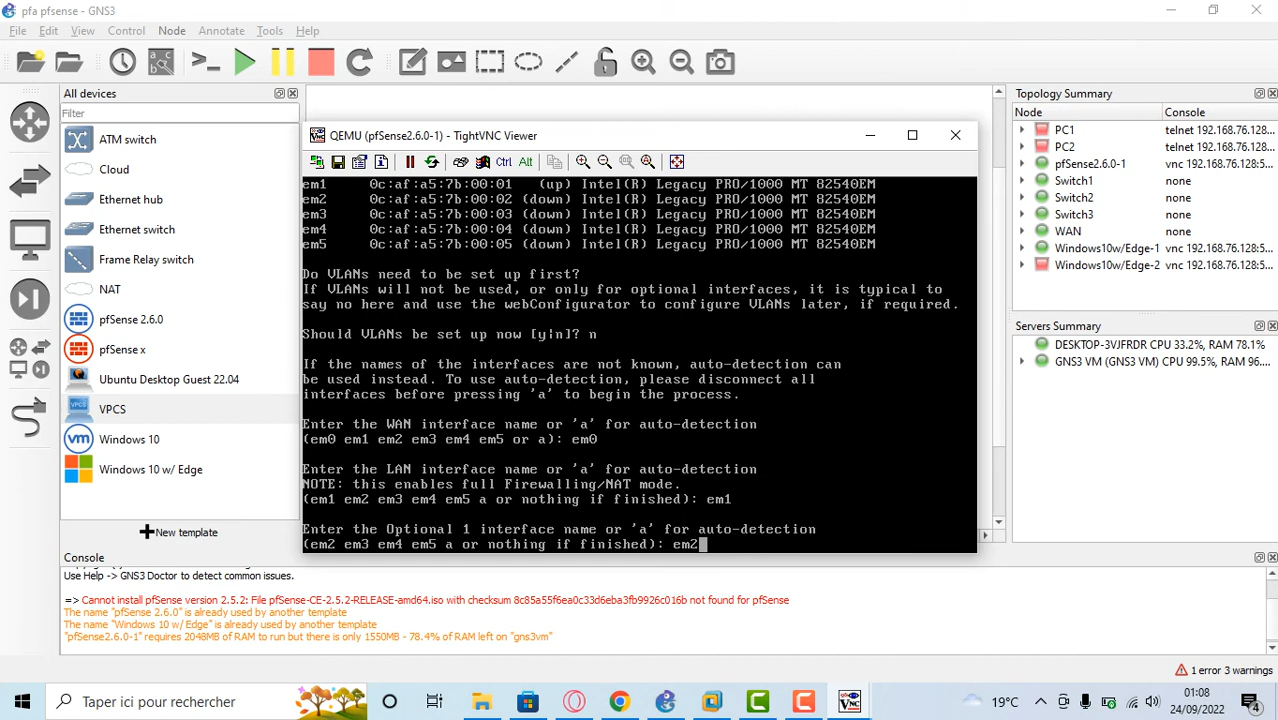 pfa pfsense - GNS3
File Edit View Control Node Annotate Tools Help
All devices
Filter
ATM switch
Cloud
Ethernet hub
Ethernet switch
Frame Relay switch
NAT
pfSense 2.6.0
pfSense x
Ubuntu Desktop Guest 22.04
VPCS
Windows 10
Windows 10 w/ Edge
New template
QEMU (pfSense2.6.0-1) - TightVNC Viewer
Ctrl Alt
em1 0c:af:a5:7b:00:01 (up) Intel(R) Legacy PRO/1000 MT 82540EM
em2 0c:af:a5:7b:00:02 (down) Intel(R) Legacy PRO/1000 MT 82540EM
em3 0c:af:a5:7b:00:03 (down) Intel(R) Legacy PRO/1000 MT 82540EM
em4 0c:af:a5:7b:00:04 (down) Intel(R) Legacy PRO/1000 MT 82540EM
em5 0c:af:a5:7b:00:05 (down) Intel(R) Legacy PRO/1000 MT 82540EM
Do VLANs need to be set up first?
If VLANs will not be used, or only for optional interfaces, it is typical to
say no here and use the webConfigurator to configure VLANs later, if required.
Should VLANs be set up now [y|n]? n
If the names of the interfaces are not known, auto-detection can
be used instead. To use auto-detection, please disconnect all
interfaces before pressing 'a' to begin the process.
Enter the WAN interface name or 'a' for auto-detection
(em0 em1 em2 em3 em4 em5 or a): em0
Enter the LAN interface name or 'a' for auto-detection
NOTE: this enables full Firewalling/NAT mode.
(em1 em2 em3 em4 em5 a or nothing if finished): em1
Enter the Optional 1 interface name or 'a' for auto-detection
(em2 em3 em4 em5 a or nothing if finished): em2
Topology Summary
Node Console
PC1 telnet 192.168.76.128:
PC2 telnet 192.168.76.128:
pfSense2.6.0-1 vnc 192.168.76.128:5
Switch1 none
Switch2 none
Switch3 none
WAN none
Windows10w/Edge-1 vnc 192.168.76.128:5
Windows10w/Edge-2 vnc 192.168.76.128:5
Servers Summary
DESKTOP-3VJFRDR CPU 33.2%, RAM 78.1%
GNS3 VM (GNS3 VM) CPU 99.5%, RAM 96....
Console
Use Help -> GNS3 Doctor to detect common issues.
=> Cannot install pfSense version 2.5.2: File pfSense-CE-2.5.2-RELEASE-amd64.iso with checksum 8c85a55f6ea0c33d6eba3fb9926c016b not found for pfSense
The name "pfSense 2.6.0" is already used by another template
The name "Windows 10 w/ Edge" is already used by another template
"pfSense2.6.0-1" requires 2048MB of RAM to run but there is only 1550MB - 78.4% of RAM left on "gns3vm"
1 error 3 warnings
Taper ici pour rechercher
19°C
01:08
24/09/2022
4